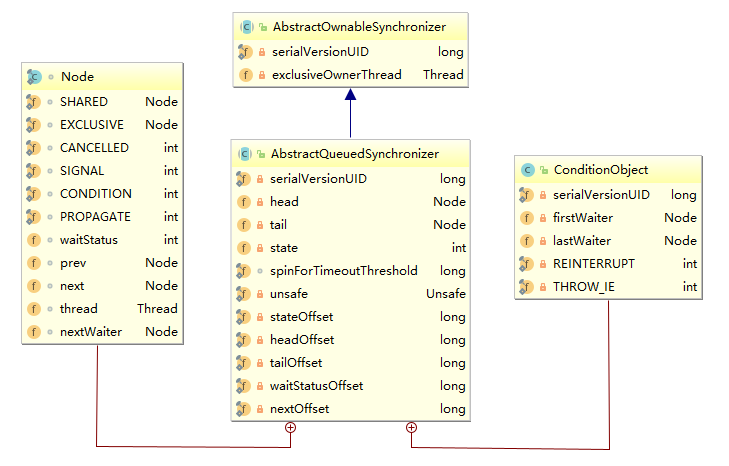 AbstractOwnableSynchronizer
serialVersionUID long
exclusiveOwnerThread Thread
Node
SHARED Node
EXCLUSIVE Node
CANCELLED int
SIGNAL int
CONDITION int
PROPAGATE int
waitStatus int
prev Node
next Node
thread Thread
nextWaiter Node
AbstractQueuedSynchronizer
serialVersionUID long
head Node
tail Node
state int
spinForTimeoutThreshold long
unsafe Unsafe
stateOffset long
headOffset long
tailOffset long
waitStatusOffset long
nextOffset long
ConditionObject
serialVersionUID long
firstWaiter Node
lastWaiter Node
REINTERRUPT int
THROW_IE int